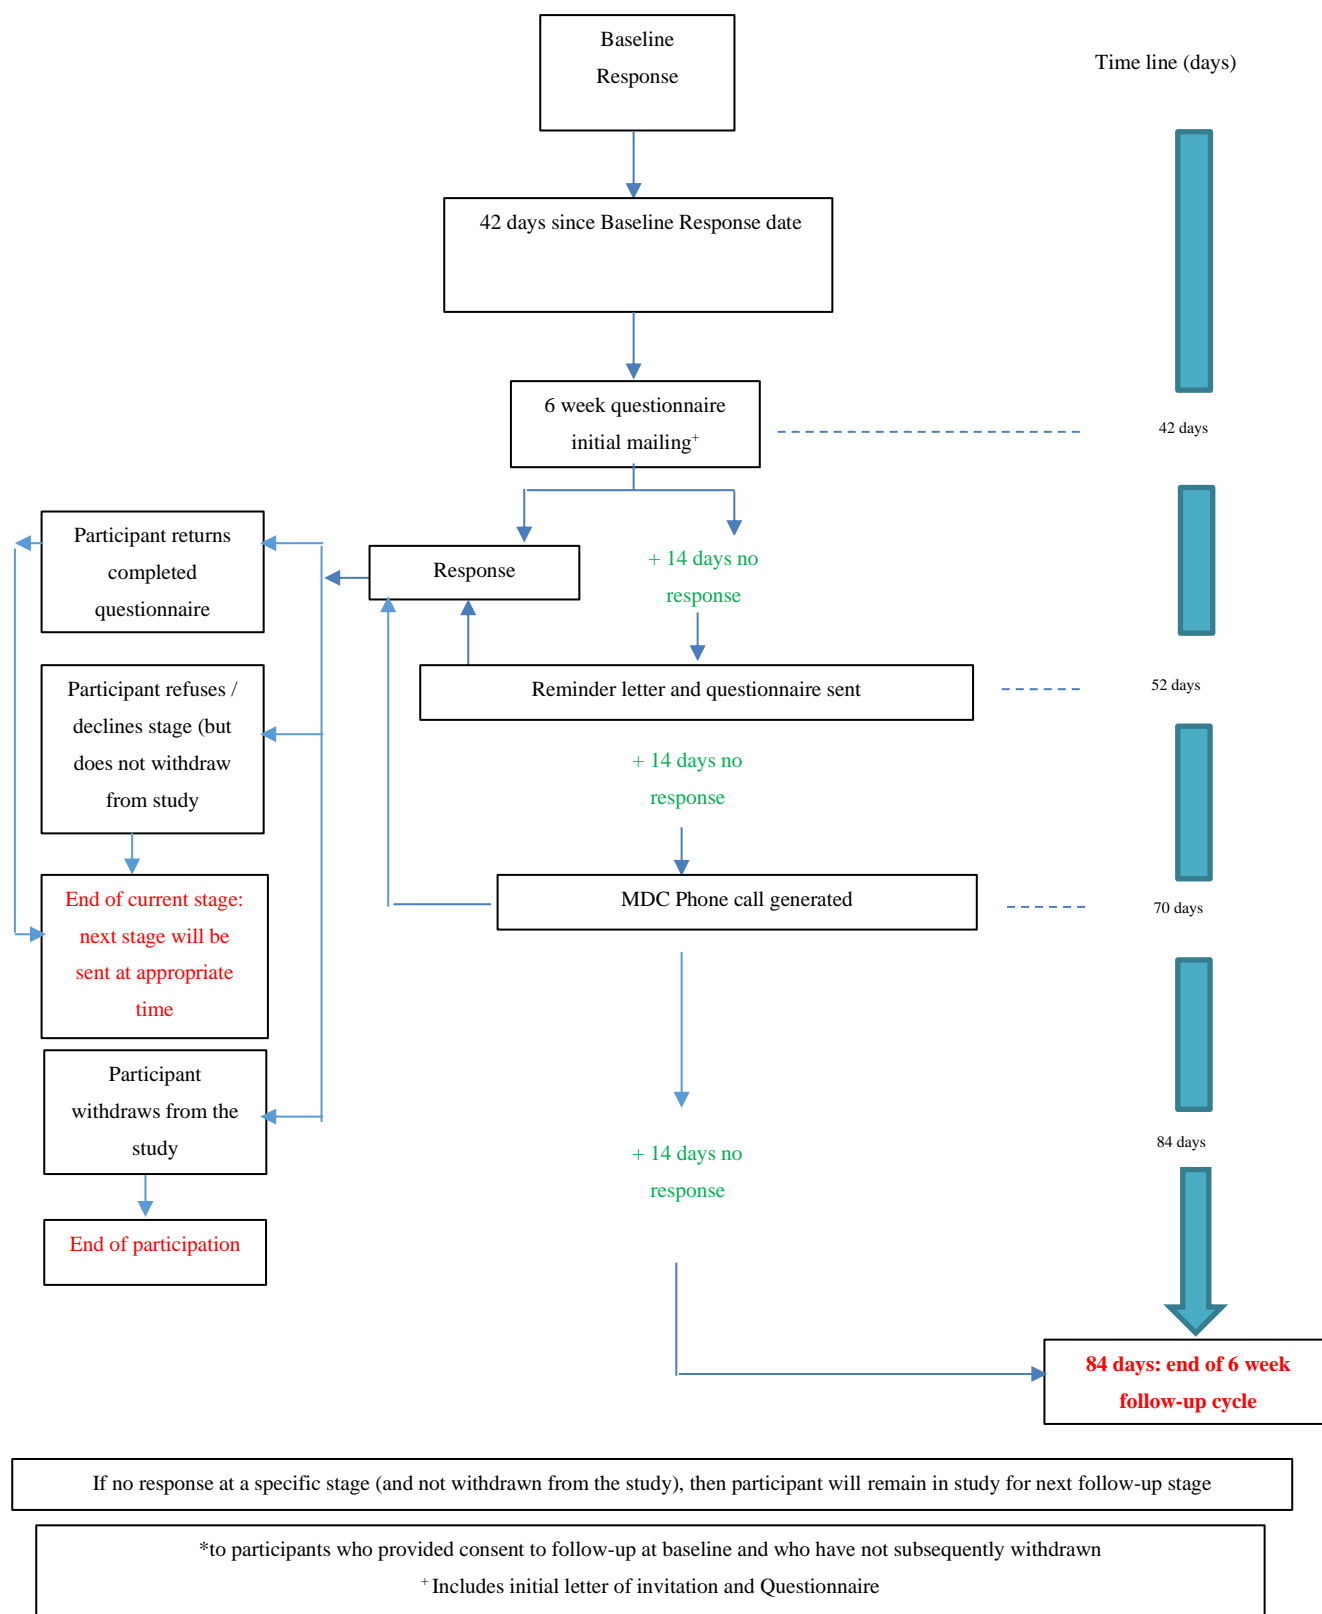 Baseline
Response
Time line (days)
42 days since Baseline Response date
6 week questionnaire
initial mailing+
42 days
Participant returns
completed
questionnaire
Response
+ 14 days no
response
Participant refuses /
declines stage (but
does not withdraw
from study
Reminder letter and questionnaire sent
52 days
+ 14 days no
response
End of current stage:
next stage will be
sent at appropriate
time
MDC Phone call generated
70 days
Participant
withdraws from the
study
+ 14 days no
response
84 days
End of participation
84 days: end of 6 week
follow-up cycle
If no response at a specific stage (and not withdrawn from the study), then participant will remain in study for next follow-up stage
*to participants who provided consent to follow-up at baseline and who have not subsequently withdrawn
+ Includes initial letter of invitation and Questionnaire